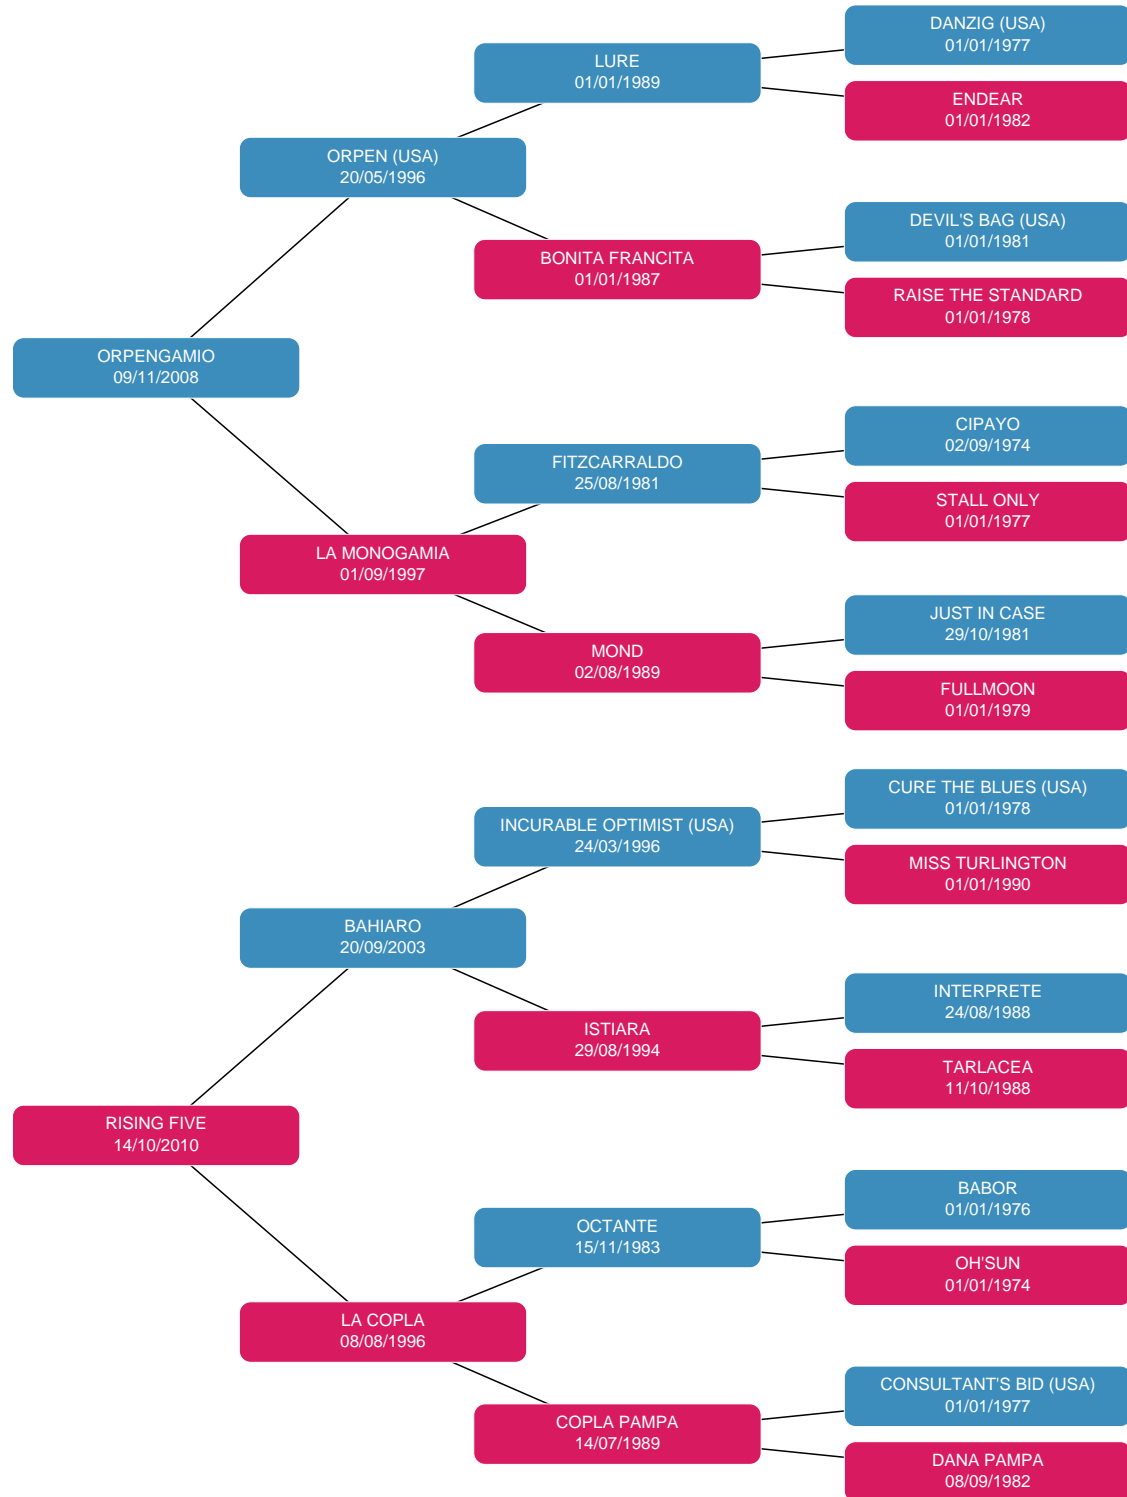 DANZIG (USA)
01/01/1977
LURE
01/01/1989
ENDEAR
01/01/1982
ORPEN (USA)
20/05/1996
DEVIL'S BAG (USA)
01/01/1981
BONITA FRANCITA
01/01/1987
RAISE THE STANDARD
01/01/1978
ORPENGAMIO
09/11/2008
CIPAYO
02/09/1974
FITZCARRALDO
25/08/1981
STALL ONLY
01/01/1977
LA MONOGAMIA
01/09/1997
JUST IN CASE
29/10/1981
MOND
02/08/1989
FULLMOON
01/01/1979
CURE THE BLUES (USA)
01/01/1978
INCURABLE OPTIMIST (USA)
24/03/1996
MISS TURLINGTON
01/01/1990
BAHIARO
20/09/2003
INTERPRETE
24/08/1988
ISTIARA
29/08/1994
TARLACEA
11/10/1988
RISING FIVE
14/10/2010
BABOR
01/01/1976
OCTANTE
15/11/1983
OH'SUN
01/01/1974
LA COPLA
08/08/1996
CONSULTANT'S BID (USA)
01/01/1977
COPLA PAMPA
14/07/1989
DANA PAMPA
08/09/1982